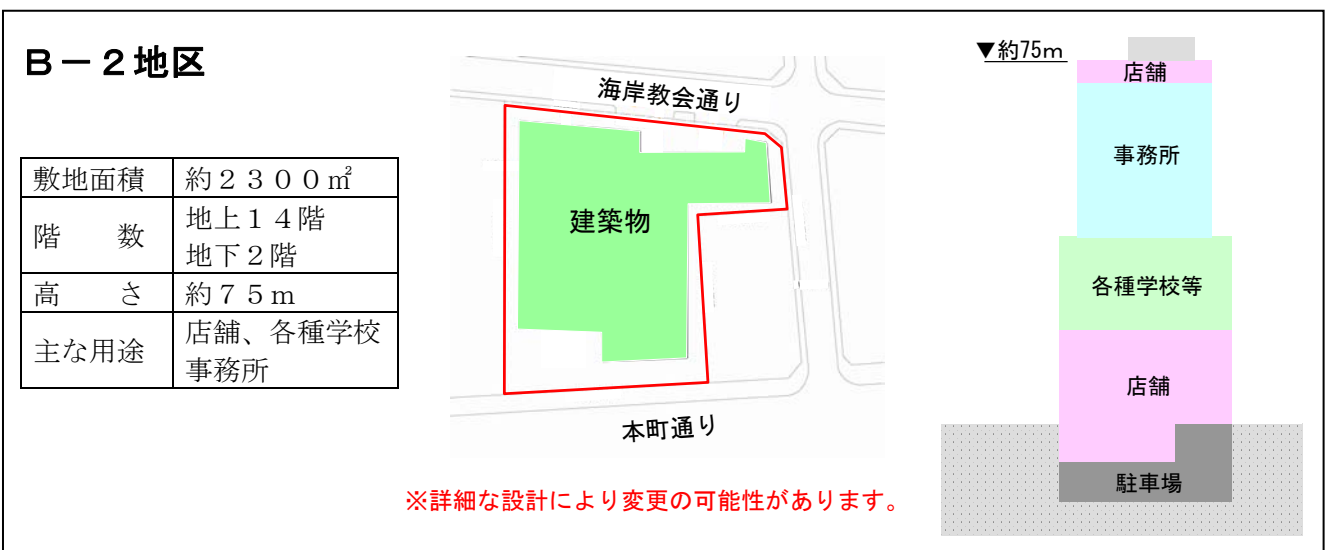 B－2地区
敷地面積 約２３００㎡
階　　数 地上１４階
地下２階
高　　さ 約７５ｍ
主な用途 店舗、各種学校
事務所
海岸教会通り
建築物
本町通り
※詳細な設計により変更の可能性があります。
▼約75ｍ
店舗
事務所
各種学校等
店舗
駐車場